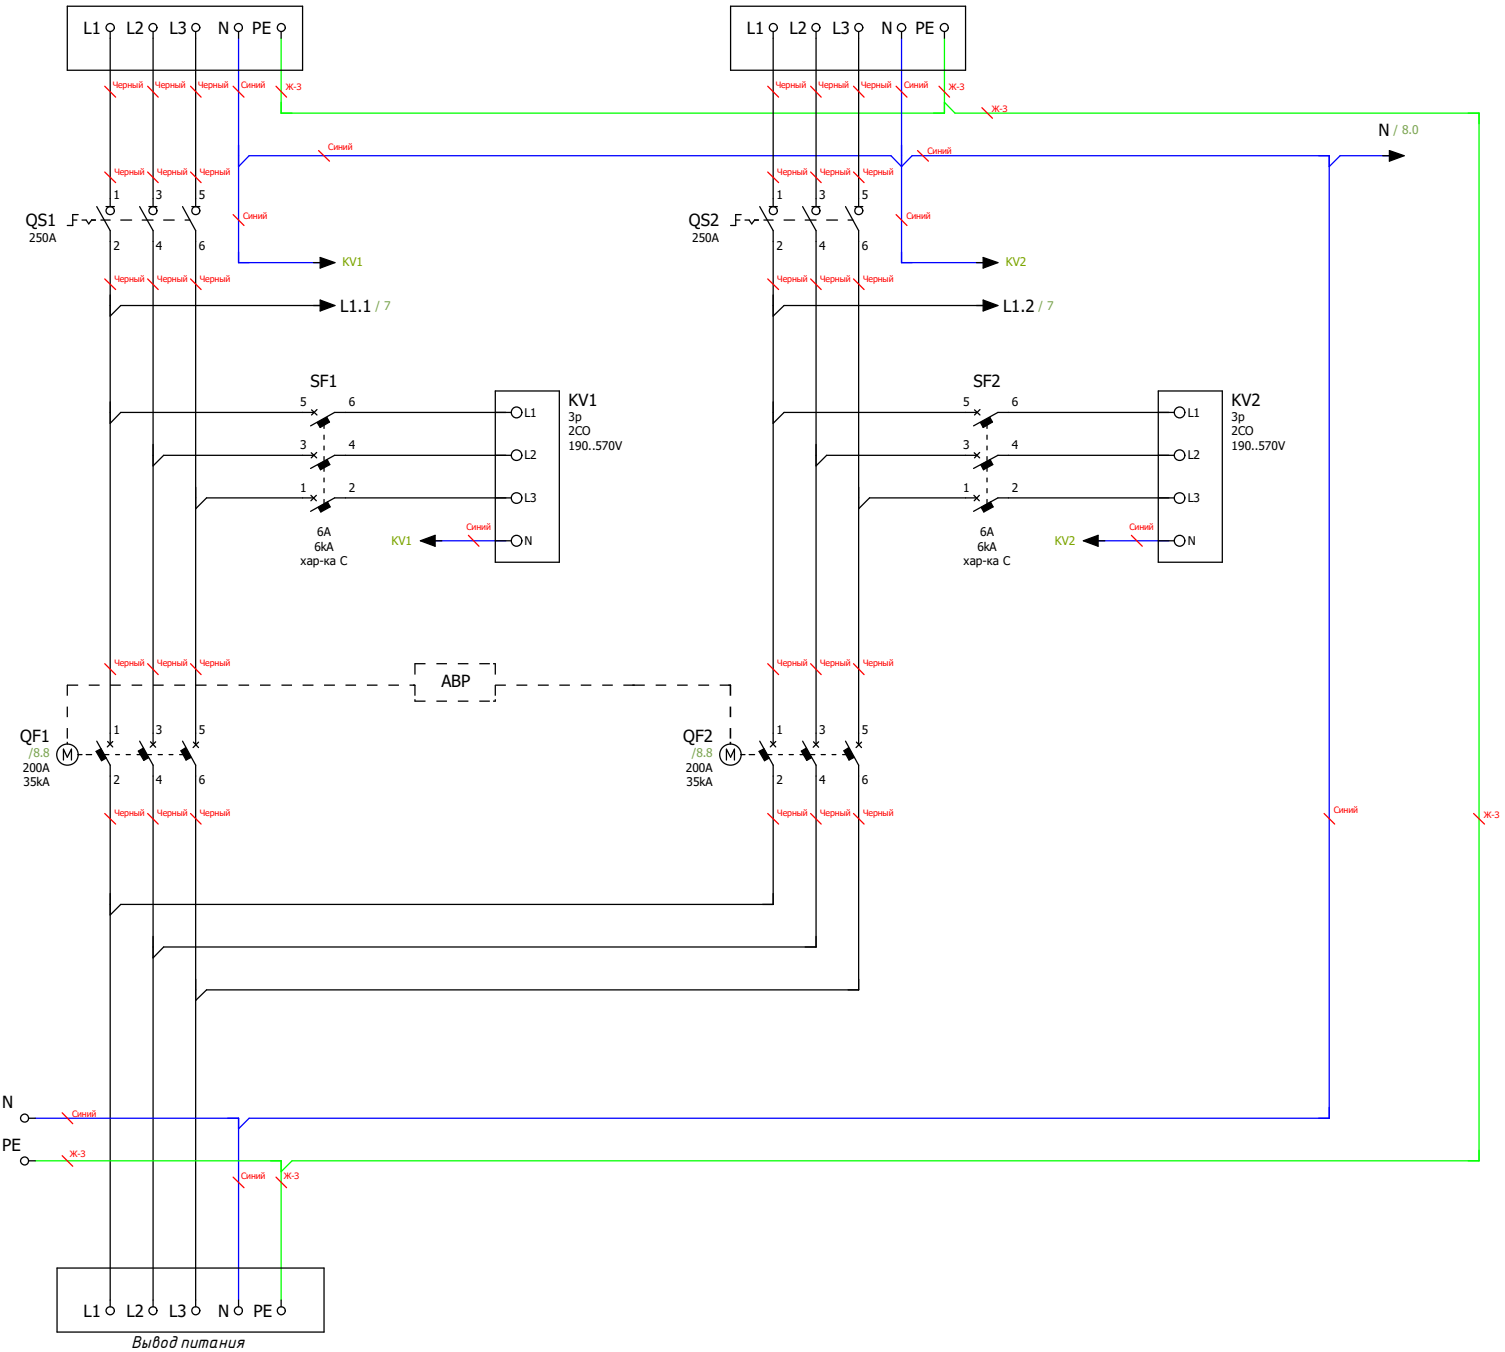 L1 L2 L3 N PE L1 L2 L3 N PE
Черный Черный Черный Синий Ж-З Черный Черный Черный Синий Ж-З
Ж-З
N / 8.0
Синий Синий
Черный Черный Черный Черный Черный Черный
1 3 5 1 3 5
QS1 Синий QS2 Синий
250A 250A
2 4 6 2 4 6
KV1 KV2
Черный Черный Черный Черный Черный Черный
L1.1 / 7 L1.2 / 7
SF1 SF2
5 6 L1 KV1 5 6 L1 KV2
3p 3p
2CO 2CO
3 4 L2 190..570V 3 4 L2 190..570V
1 2 L3 1 2 L3
6A Синий 6A Синий
6kA KV1 N 6kA KV2 N
хар-ка C хар-ка C
Черный Черный Черный Черный Черный Черный
АВР
1 3 5 1 3 5
QF1 QF2
/8.8 M /8.8 M
200A 200A
35kA 35kA
2 4 6 2 4 6
Черный Черный Черный Черный Черный Черный Синий Ж-З
N
Синий
PE
Ж-З
Синий Ж-З
L1 L2 L3 N PE
Вывод питания